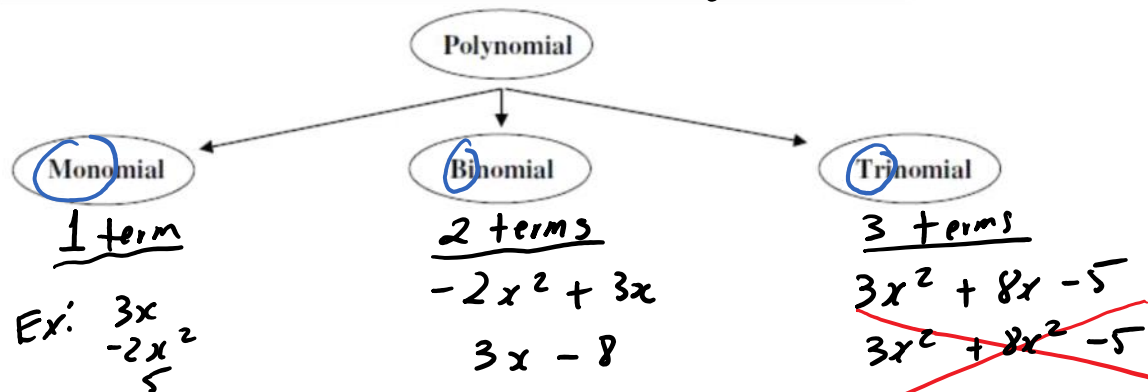 Polynomial
Monomial Binomial Trinomial
1 term 2 terms 3 terms
-2x² + 3x 3x² + 8x - 5
Ex: 3x
-2x² 3x - 8 3x² + 8x² - 5
5